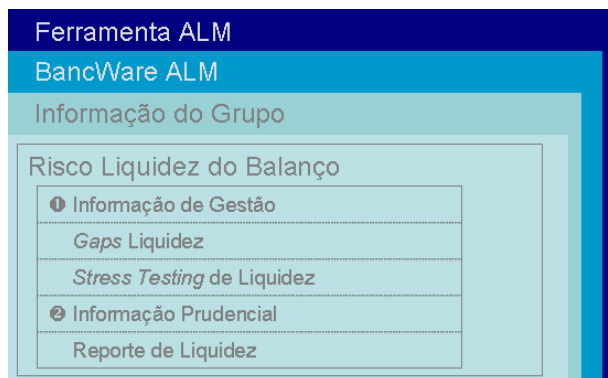 Ferramenta ALM
BancWare ALM
Informação do Grupo
Risco Liquidez do Balanço
❶ Informação de Gestão
Gaps Liquidez
Stress Testing de Liquidez
❷ Informação Prudencial
Reporte de Liquidez